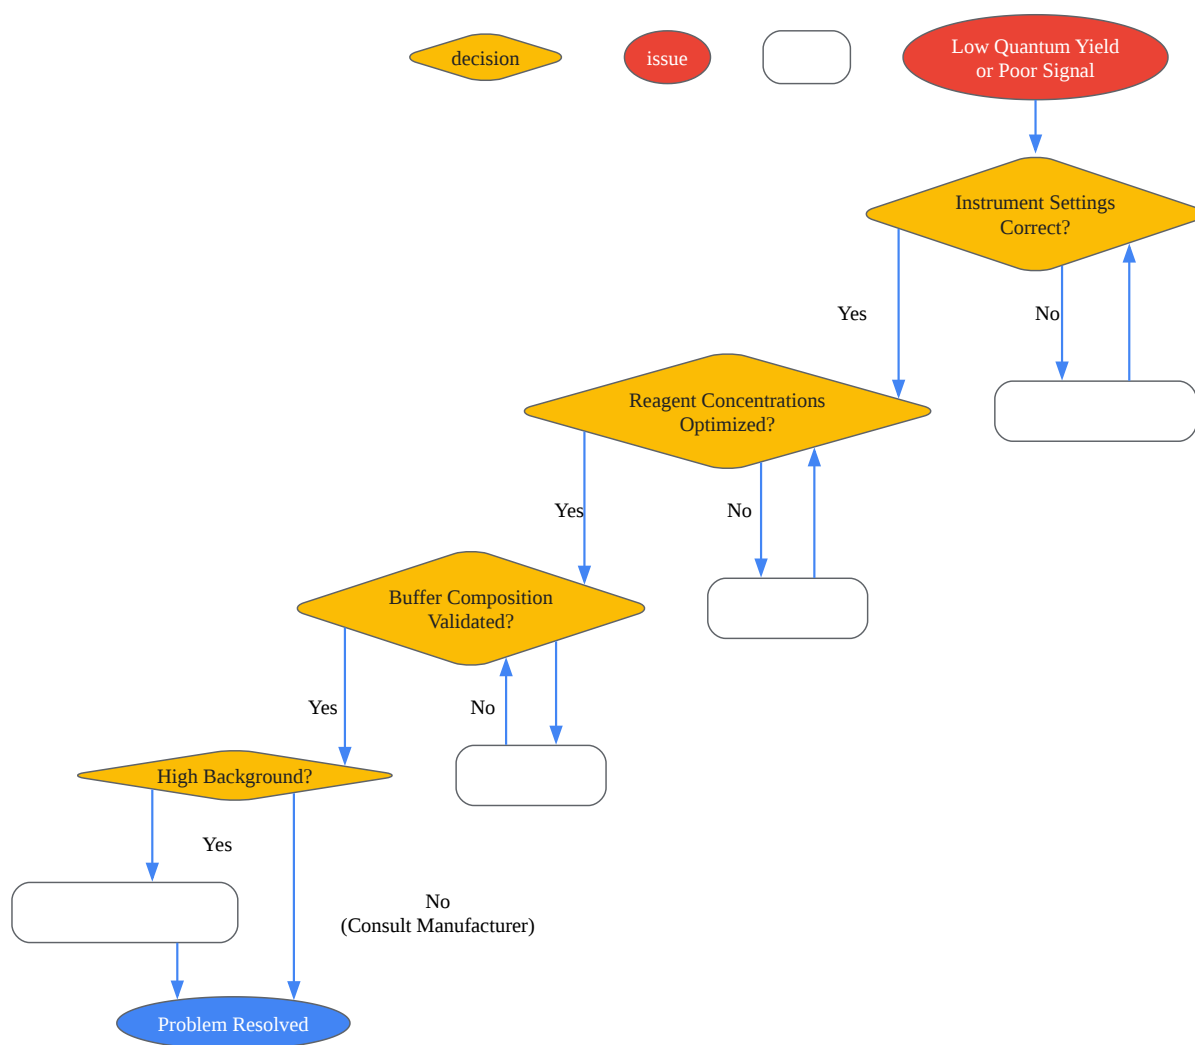 decision
issue
Low Quantum Yield
or Poor Signal
Instrument Settings
Correct?
Yes
No
Reagent Concentrations
Optimized?
Yes
No
Buffer Composition
Validated?
Yes
No
High Background?
Yes
No
(Consult Manufacturer)
Problem Resolved